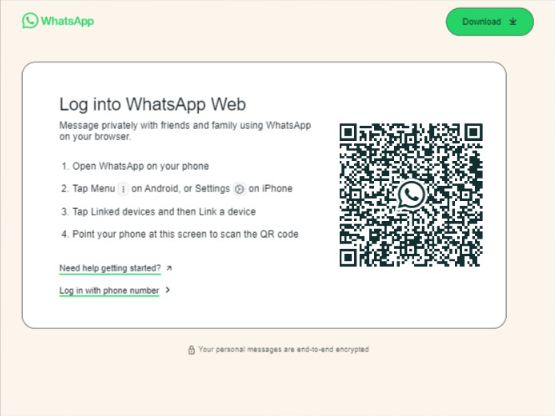 WhatsApp
Download
Log into WhatsApp Web
Message privately with friends and family using WhatsApp
on your browser.
1. Open WhatsApp on your phone
2. Tap Menu on Android, or Settings on iPhone
3. Tap Linked devices and then Link a device
4. Point your phone at this screen to scan the QR code
Need help getting started?
Log in with phone number
Your personal messages are end-to-end encrypted